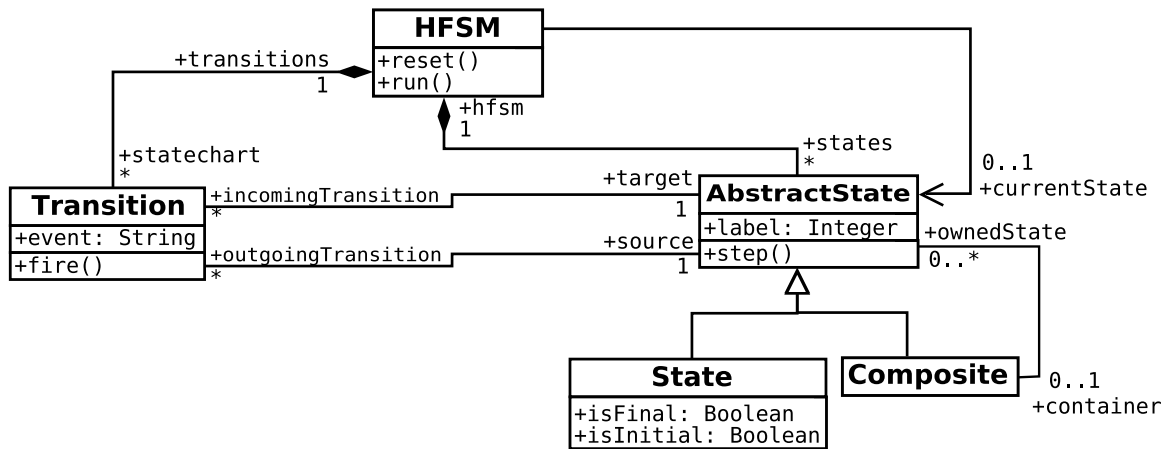 HFSM
+reset()
+run()
+transitions
1
+hfsm
1
+statechart
*
+states
*
0..1
+currentState
Transition
+event: String
+fire()
+incomingTransition
*
+target
1
+outgoingTransition
*
+source
1
AbstractState
+label: Integer
+step()
+ownedState
0..*
State
+isFinal: Boolean
+isInitial: Boolean
Composite
0..1
+container